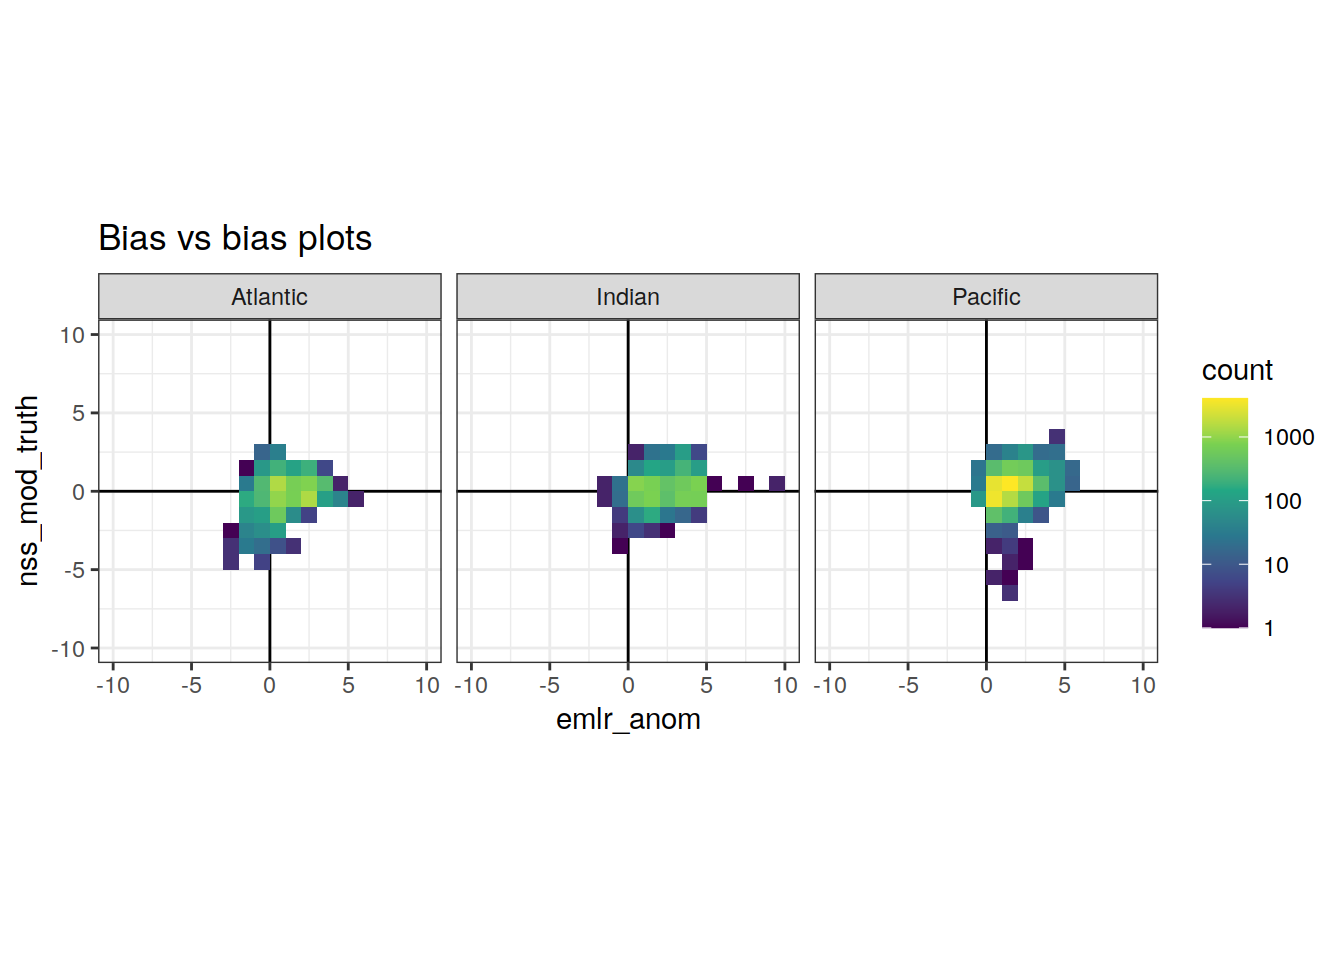 Bias vs bias plots
Atlantic Indian Pacific
nss_mod_truth
10
5
0
-5
-10
-10 -5 0 5 10 -10 -5 0 5 10 -10 -5 0 5 10
emlr_anom
count
1000
100
10
1